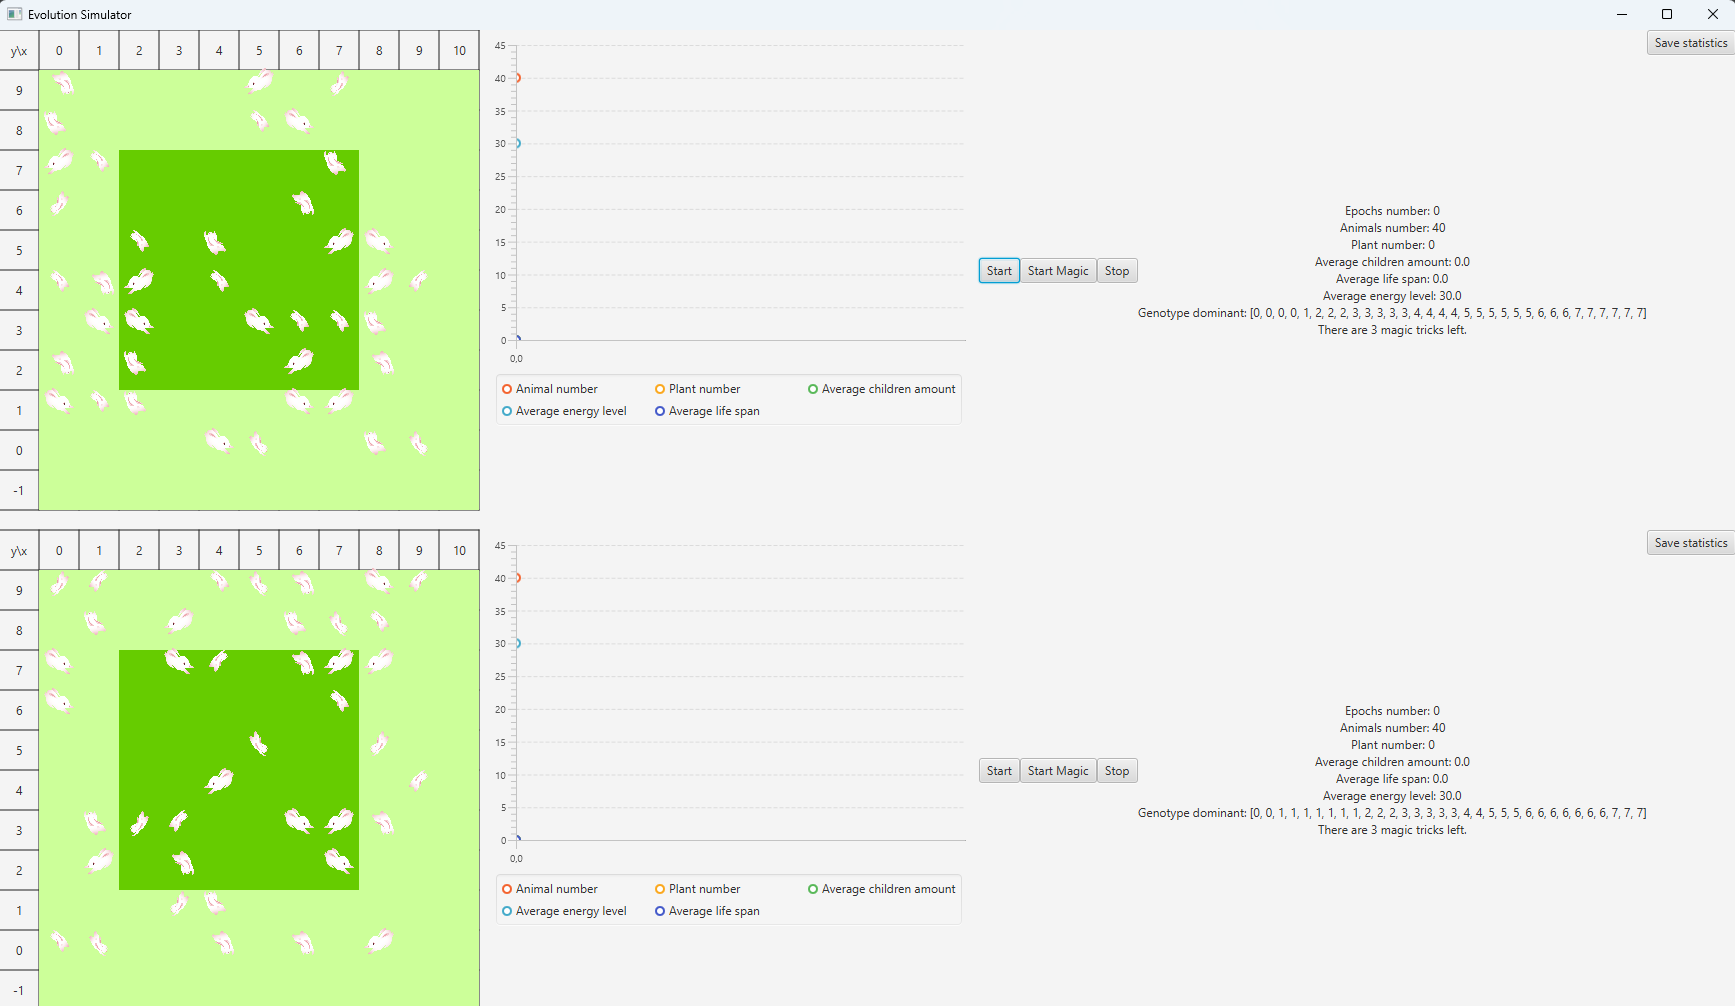 Evolution Simulator
y\x 0 1 2 3 4 5 6 7 8 9 10
9
8
7
6
5
4
3
2
1
0
-1
45
40
35
30
25
20
15
10
5
0
0,0
Animal number Plant number Average children amount
Average energy level Average life span
Start Start Magic Stop
Save statistics
Epochs number: 0
Animals number: 40
Plant number: 0
Average children amount: 0.0
Average life span: 0.0
Average energy level: 30.0
Genotype dominant: [0, 0, 0, 0, 1, 2, 2, 2, 3, 3, 3, 3, 3, 4, 4, 4, 4, 5, 5, 5, 5, 5, 5, 6, 6, 6, 7, 7, 7, 7, 7, 7]
There are 3 magic tricks left.
y\x 0 1 2 3 4 5 6 7 8 9 10
9
8
7
6
5
4
3
2
1
0
-1
45
40
35
30
25
20
15
10
5
0
0,0
Animal number Plant number Average children amount
Average energy level Average life span
Start Start Magic Stop
Save statistics
Epochs number: 0
Animals number: 40
Plant number: 0
Average children amount: 0.0
Average life span: 0.0
Average energy level: 30.0
Genotype dominant: [0, 0, 1, 1, 1, 1, 1, 1, 1, 2, 2, 2, 3, 3, 3, 3, 3, 4, 4, 5, 5, 5, 6, 6, 6, 6, 6, 6, 6, 7, 7, 7]
There are 3 magic tricks left.